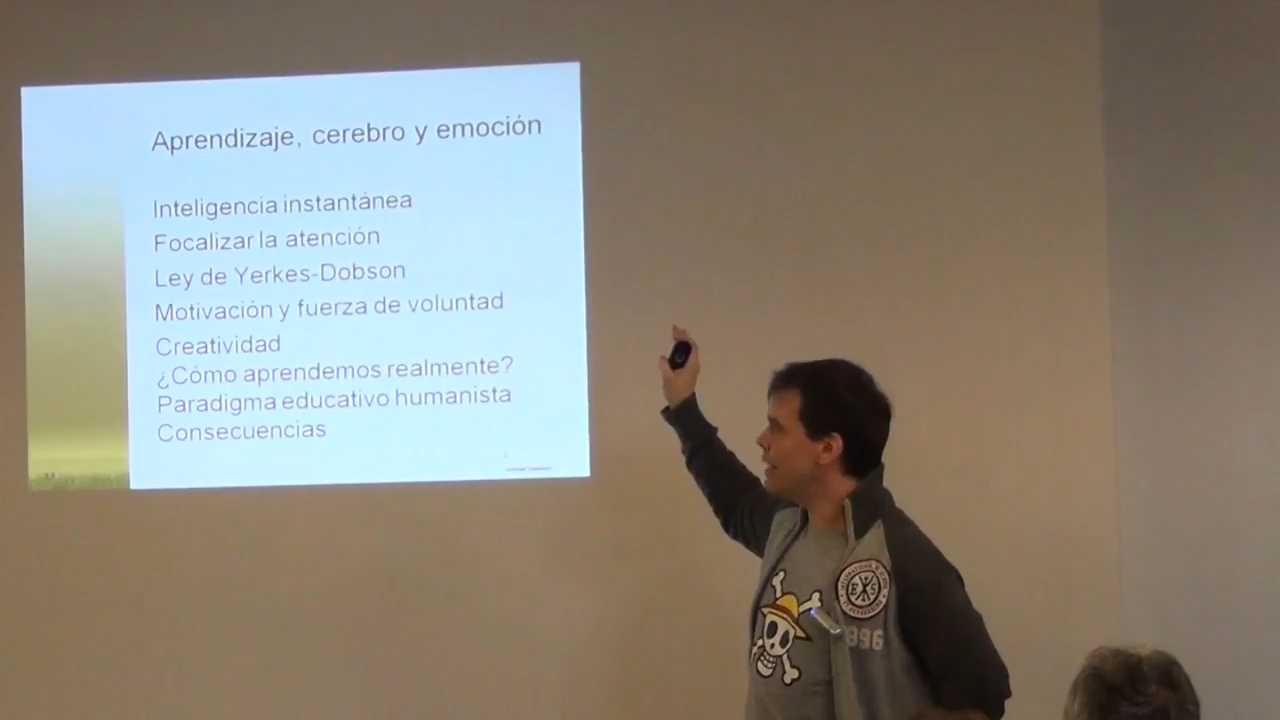 Aprendizaje, cerebro y emoción
Inteligencia instantánea
Focalizar la atención
Ley de Yerkes-Dobson
Motivación y fuerza de voluntad
Creatividad
¿Cómo aprendemos realmente?
Paradigma educativo humanista
Consecuencias
E S
896